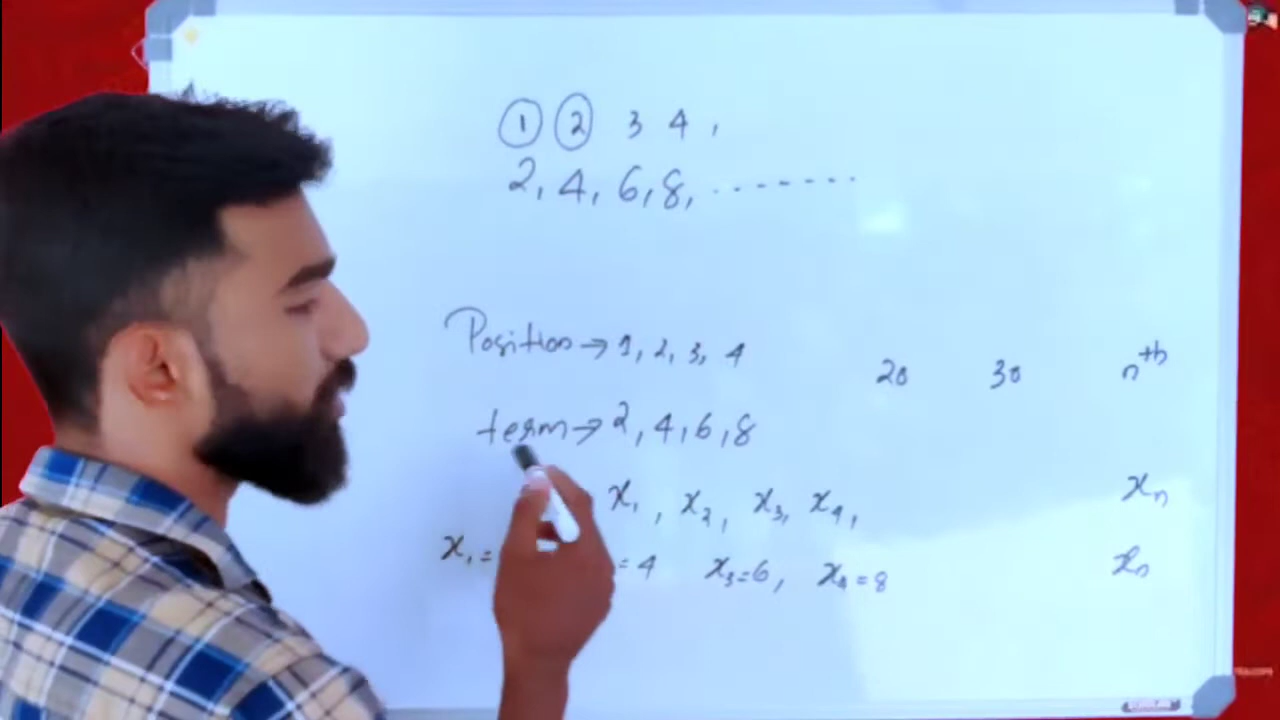 1 2 3 4 ,
2, 4, 6, 8, ........
Position → 1, 2, 3, 4 20 30 nth
term → 2, 4, 6, 8
x₁, x₂, x₃, x₄, xₙ
x₁ = = 4 x₃ = 6, x₄ = 8 xₙ